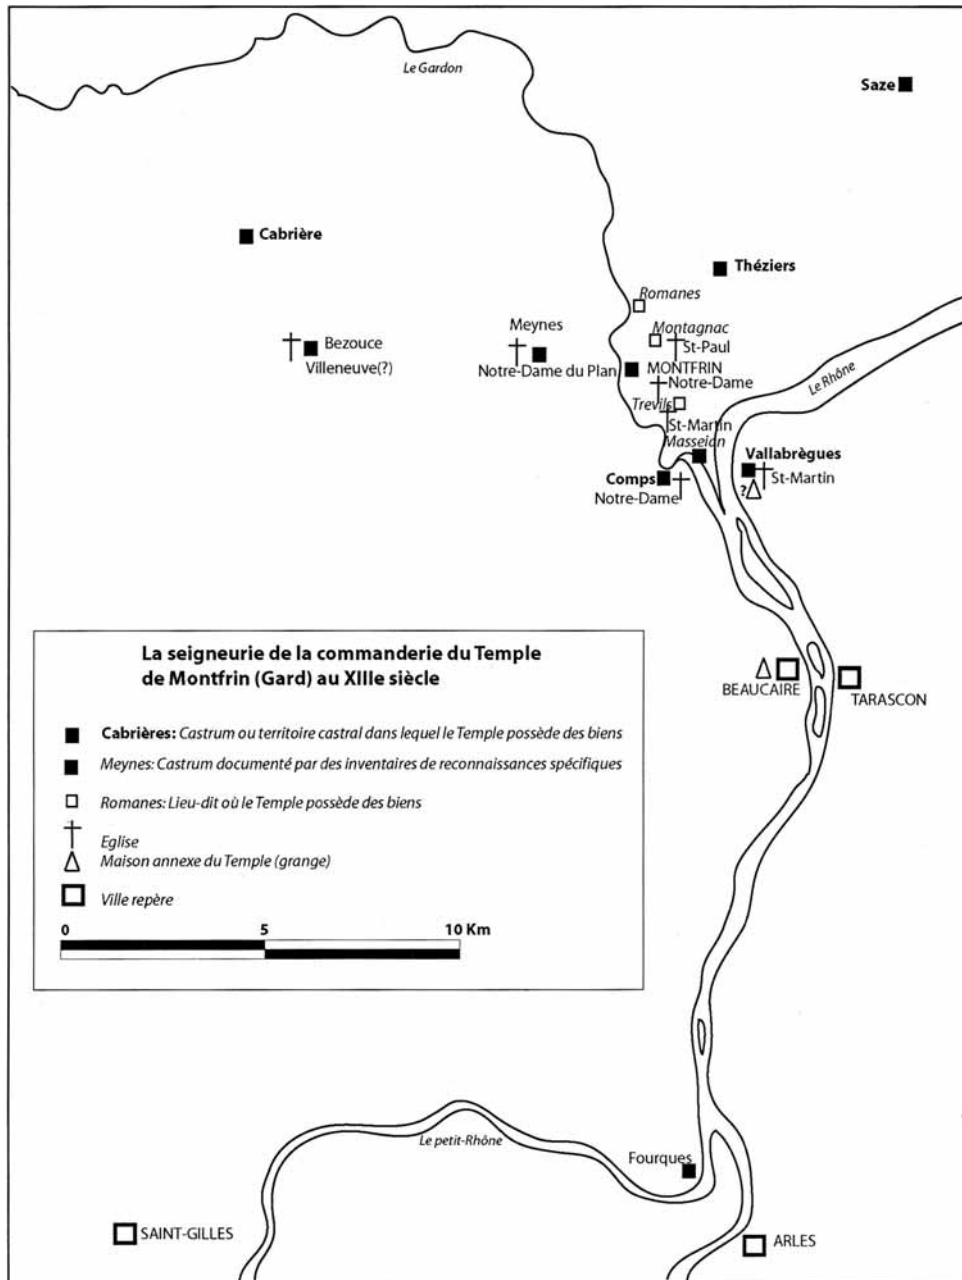 Le Gardon
Saze
Cabrière
Théziers
Romanes
Montagnac
St-Paul
Meynes
Notre-Dame du Plan
Bezouce
Villeneuve(?)
MONTFRIN
Notre-Dame
Le Rhône
Trevils
St-Martin
Masseian
Vallabrègues
St-Martin
?
Comps
Notre-Dame
La seigneurie de la commanderie du Temple
de Montfrin (Gard) au XIIIe siècle
Cabrières: Castrum ou territoire castral dans lequel le Temple possède des biens
Meynes: Castrum documenté par des inventaires de reconnaissances spécifiques
Romanes: Lieu-dit où le Temple possède des biens
Eglise
Maison annexe du Temple (grange)
Ville repère
0 5 10 Km
BEAUCAIRE
TARASCON
Le petit-Rhône
Fourques
SAINT-GILLES
ARLES